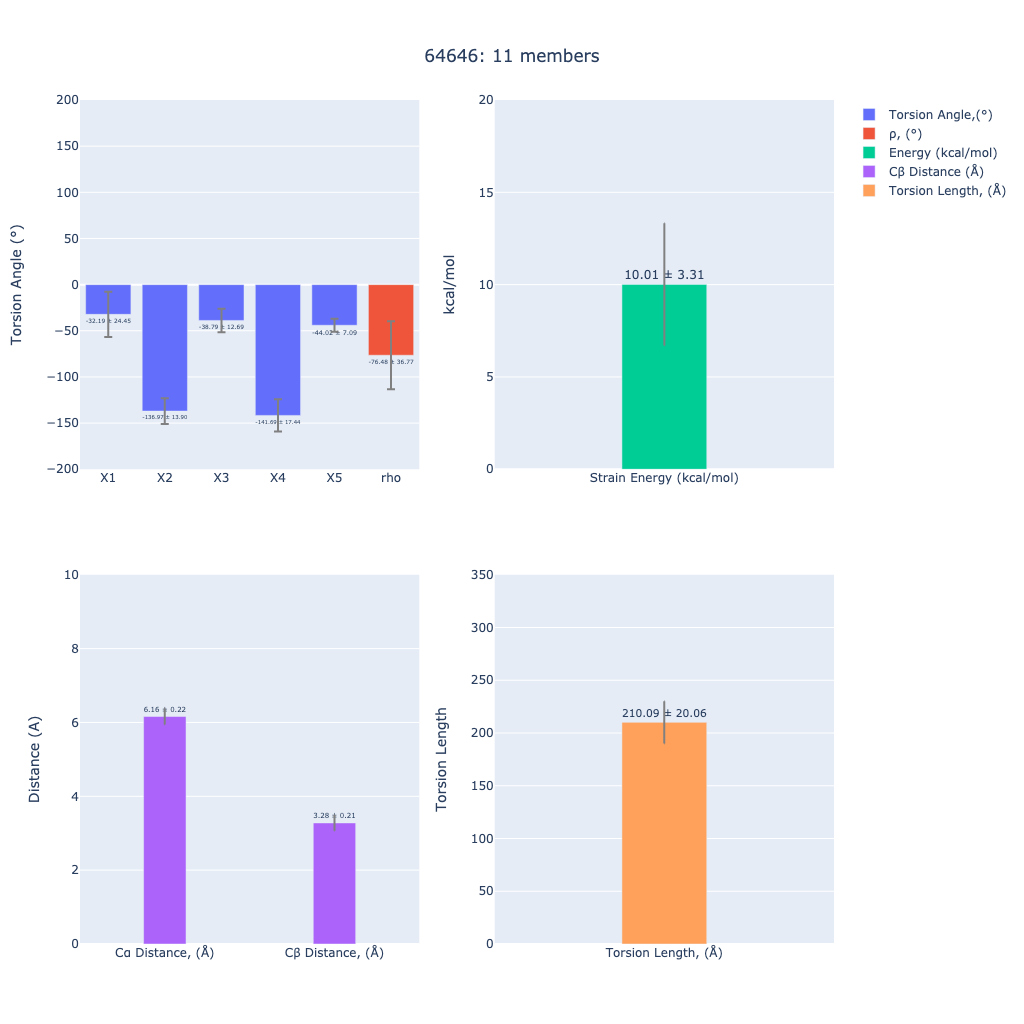 64646: 11 members
Torsion Angle (°)
200
150
100
50
0
−50
−100
−150
−200
-32.19 ± 24.45
-136.97 ± 13.90
-38.79 ± 12.69
-141.69 ± 17.44
-44.02 ± 7.09
-76.48 ± 36.77
X1 X2 X3 X4 X5 rho
kcal/mol
20
15
10
5
0
10.01 ± 3.31
Strain Energy (kcal/mol)
Torsion Angle,(°)
ρ, (°)
Energy (kcal/mol)
Cβ Distance (Å)
Torsion Length, (Å)
Distance (A)
10
8
6
4
2
0
6.16 ± 0.22
3.28 ± 0.21
Cα Distance, (Å) Cβ Distance, (Å)
Torsion Length
350
300
250
200
150
100
50
0
210.09 ± 20.06
Torsion Length, (Å)